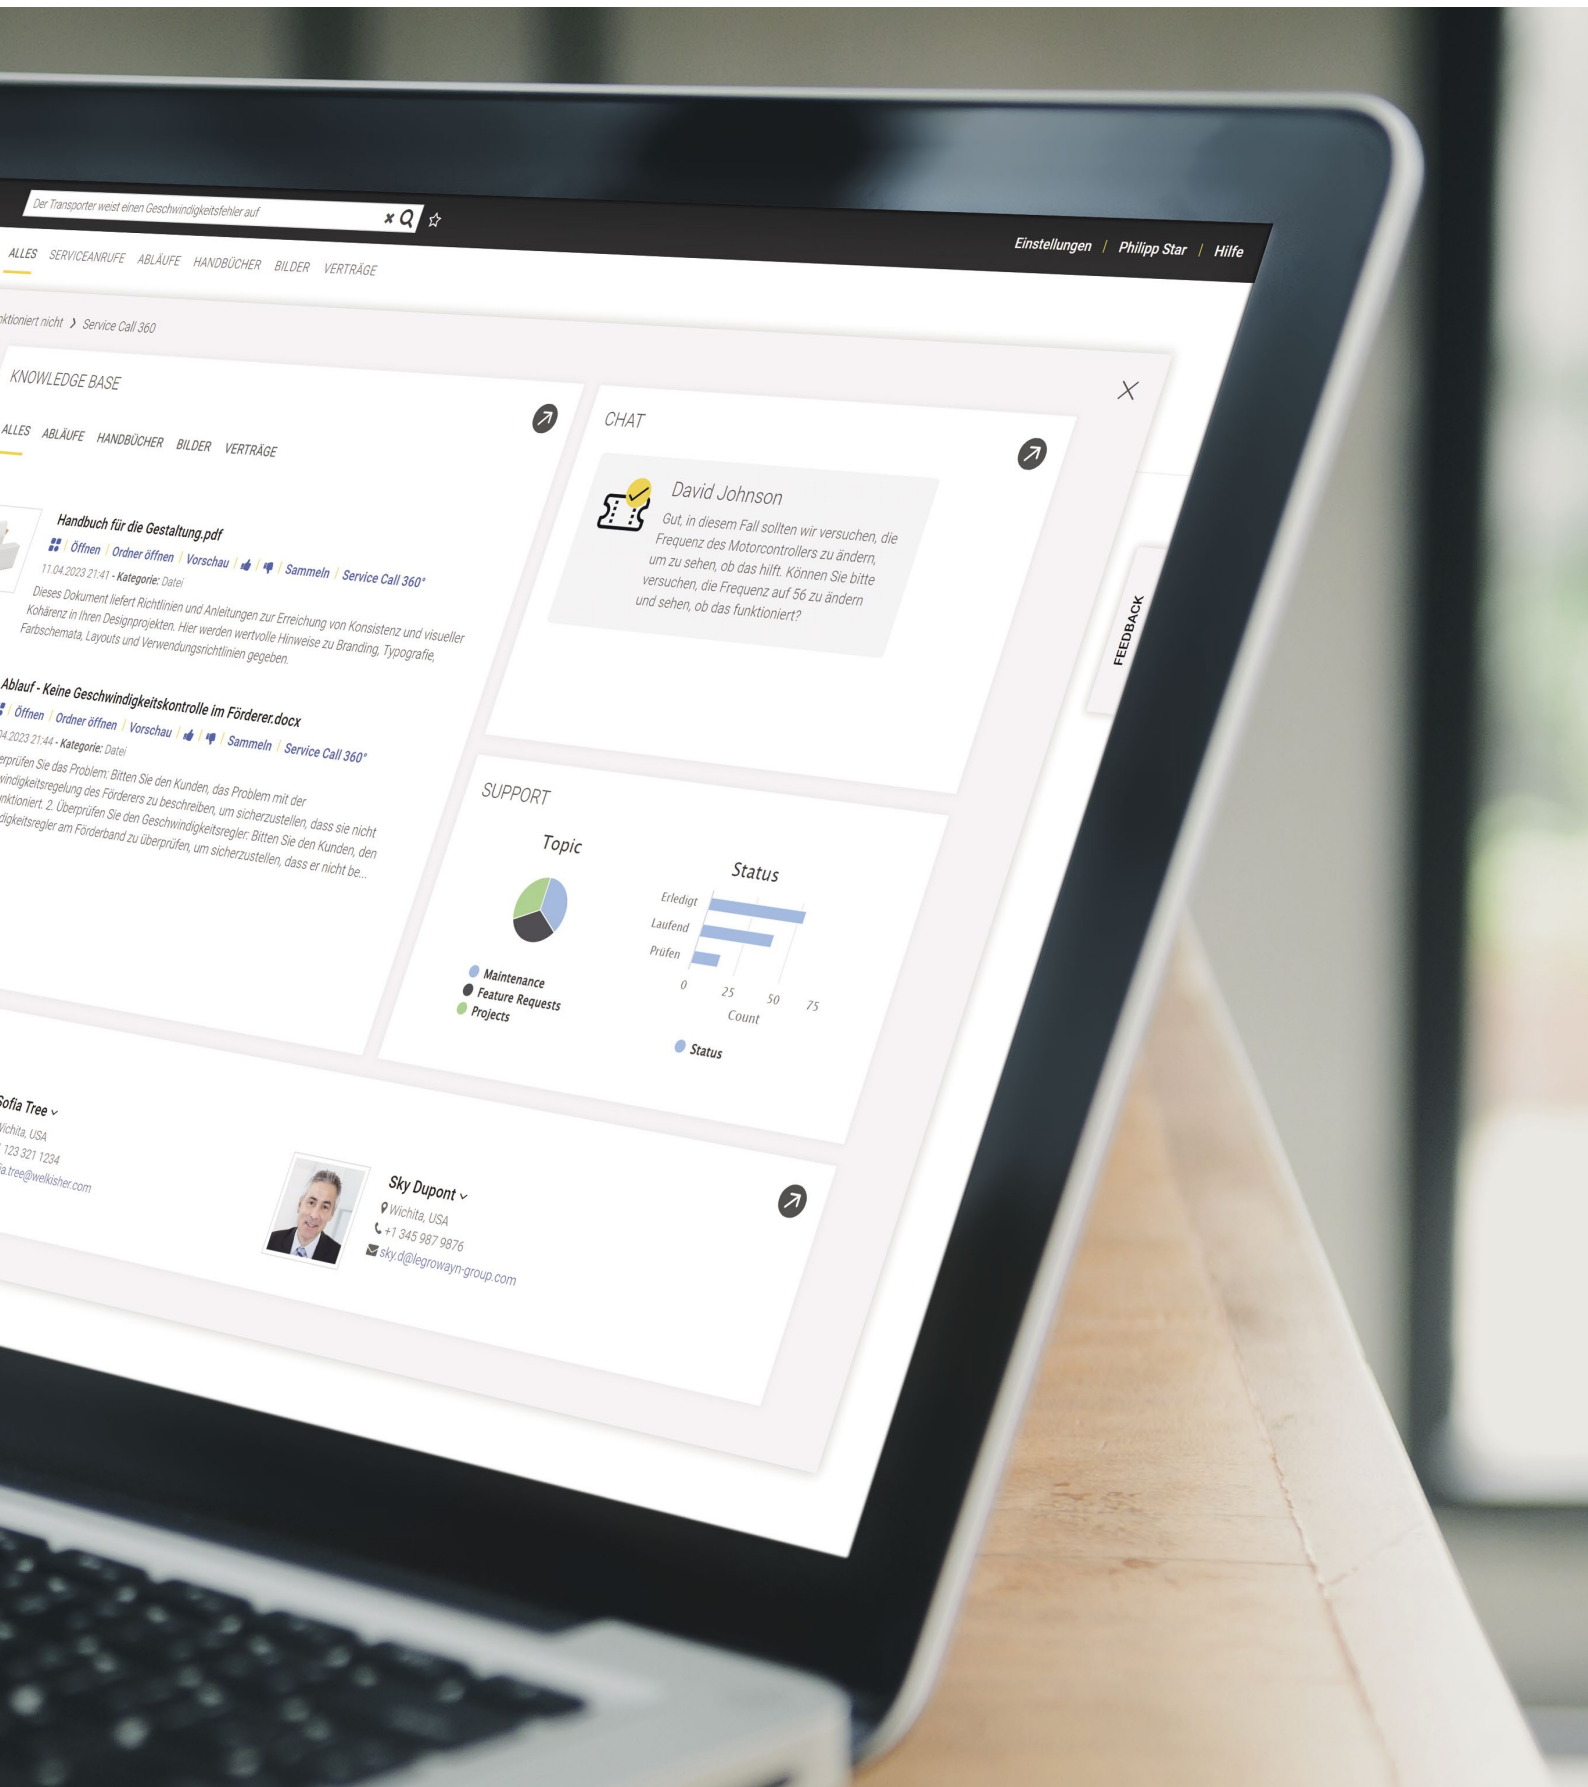 Der Transporter weist einen Geschwindigkeitsfehler auf
Einstellungen / Philipp Star / Hilfe
ALLES SERVICEANRUFE ABLÄUFE HANDBÜCHER BILDER VERTRÄGE
nktioniert nicht > Service Call 360
KNOWLEDGE BASE
ALLES ABLÄUFE HANDBÜCHER BILDER VERTRÄGE
Handbuch für die Gestaltung.pdf
Öffnen | Ordner öffnen | Vorschau | | | Sammeln | Service Call 360°
11.04.2023 21:41 - Kategorie: Datei
Dieses Dokument liefert Richtlinien und Anleitungen zur Erreichung von Konsistenz und visueller
Kohärenz in Ihren Designprojekten. Hier werden wertvolle Hinweise zu Branding, Typografie,
Farbschemata, Layouts und Verwendungsrichtlinien gegeben.
Ablauf - Keine Geschwindigkeitskontrolle im Förderer.docx
Öffnen | Ordner öffnen | Vorschau | | | Sammeln | Service Call 360°
04.2023 21:44 - Kategorie: Datei
erprüfen Sie das Problem: Bitten Sie den Kunden, das Problem mit der
windigkeitsregelung des Förderers zu beschreiben, um sicherzustellen, dass sie nicht
nktioniert. 2. Überprüfen Sie den Geschwindigkeitsregler: Bitten Sie den Kunden, den
digkeitsregler am Förderband zu überprüfen, um sicherzustellen, dass er nicht be...
CHAT
David Johnson
Gut, in diesem Fall sollten wir versuchen, die
Frequenz des Motorcontrollers zu ändern,
um zu sehen, ob das hilft. Können Sie bitte
versuchen, die Frequenz auf 56 zu ändern
und sehen, ob das funktioniert?
FEEDBACK
SUPPORT
Topic
Maintenance
Feature Requests
Projects
Status
Erledigt
Laufend
Prüfen
0 25 50 75
Count
Status
Sofia Tree
Wichita, USA
1 123 321 1234
ia.tree@welkisher.com
Sky Dupont
Wichita, USA
+1 345 987 9876
sky.d@legrowayn-group.com